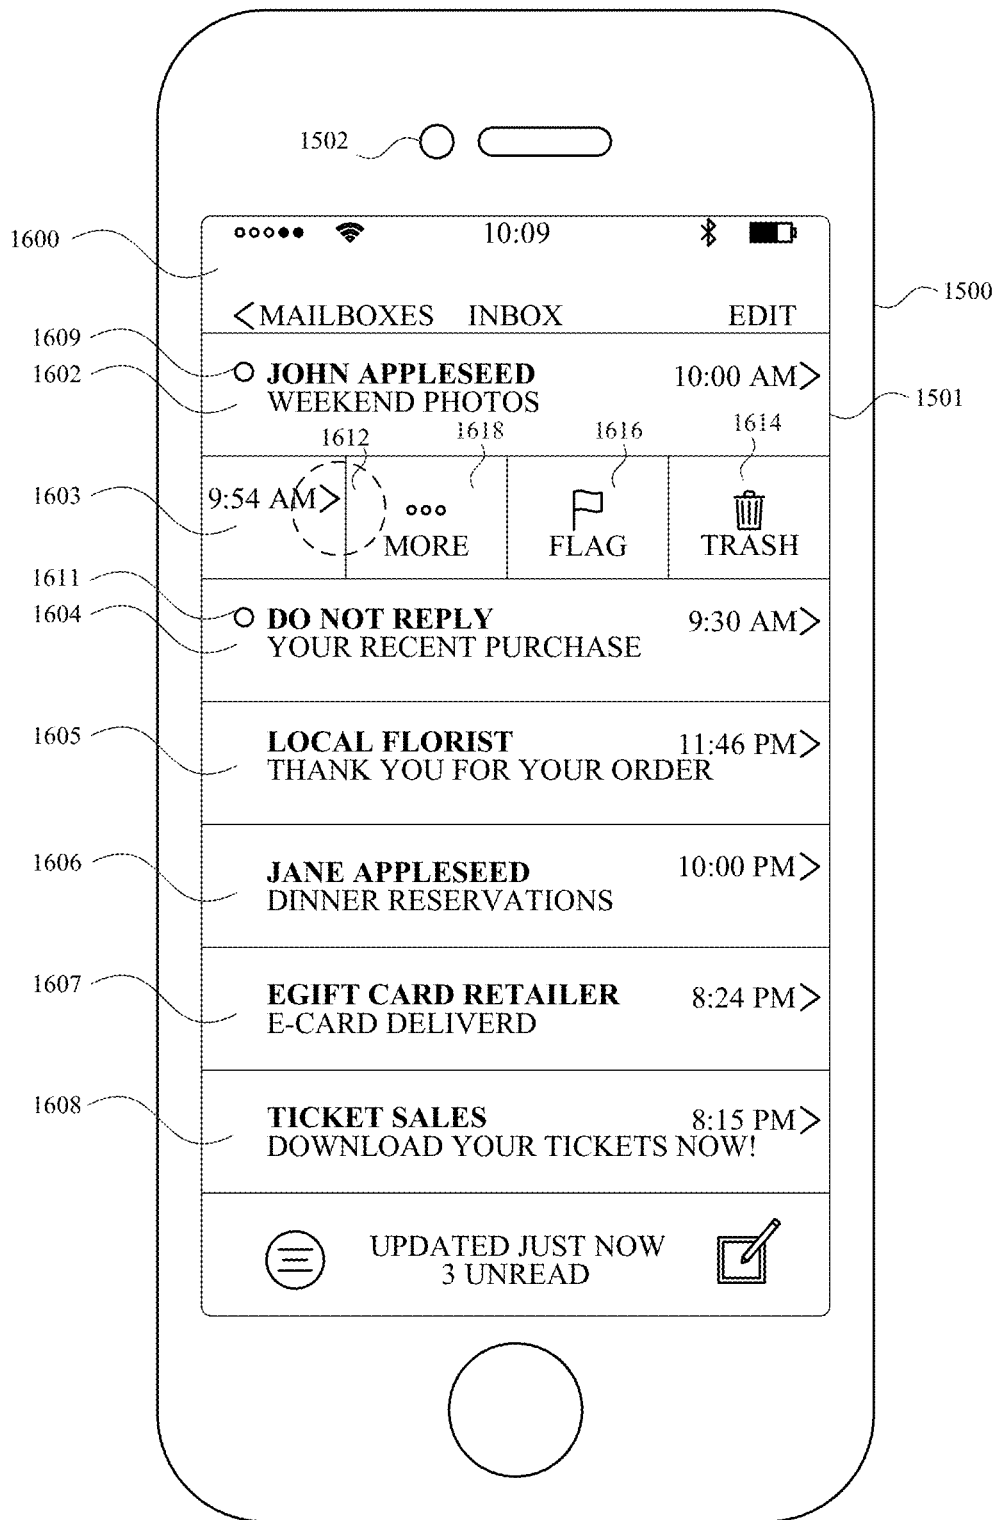 1502
10:09
1600
1500
< MAILBOXES INBOX EDIT
1609
JOHN APPLESEED 10:00 AM >
1602
WEEKEND PHOTOS
1501
1612 1618 1616 1614
1603
9:54 AM >
MORE FLAG TRASH
1611
1604
DO NOT REPLY 9:30 AM >
YOUR RECENT PURCHASE
1605
LOCAL FLORIST 11:46 PM >
THANK YOU FOR YOUR ORDER
1606
JANE APPLESEED 10:00 PM >
DINNER RESERVATIONS
1607
EGIFT CARD RETAILER 8:24 PM >
E-CARD DELIVERD
1608
TICKET SALES 8:15 PM >
DOWNLOAD YOUR TICKETS NOW!
UPDATED JUST NOW
3 UNREAD